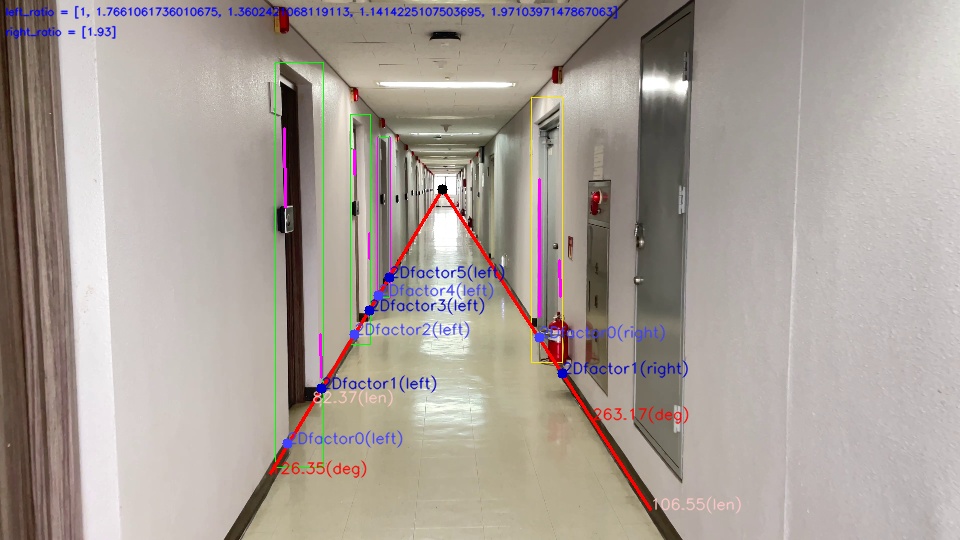 left_ratio = [1, 1.7661061736010675, 1.3602427068119113, 1.1414225107503695, 1.9710397147867063]
right_ratio = [1.93]
2Dfactor5(left)
2Dfactor4(left)
2Dfactor3(left)
2Dfactor2(left)
2Dfactor0(right)
2Dfactor1(right)
2Dfactor1(left)
82.37(len)
263.17(deg)
2Dfactor0(left)
-26.35(deg)
106.55(len)